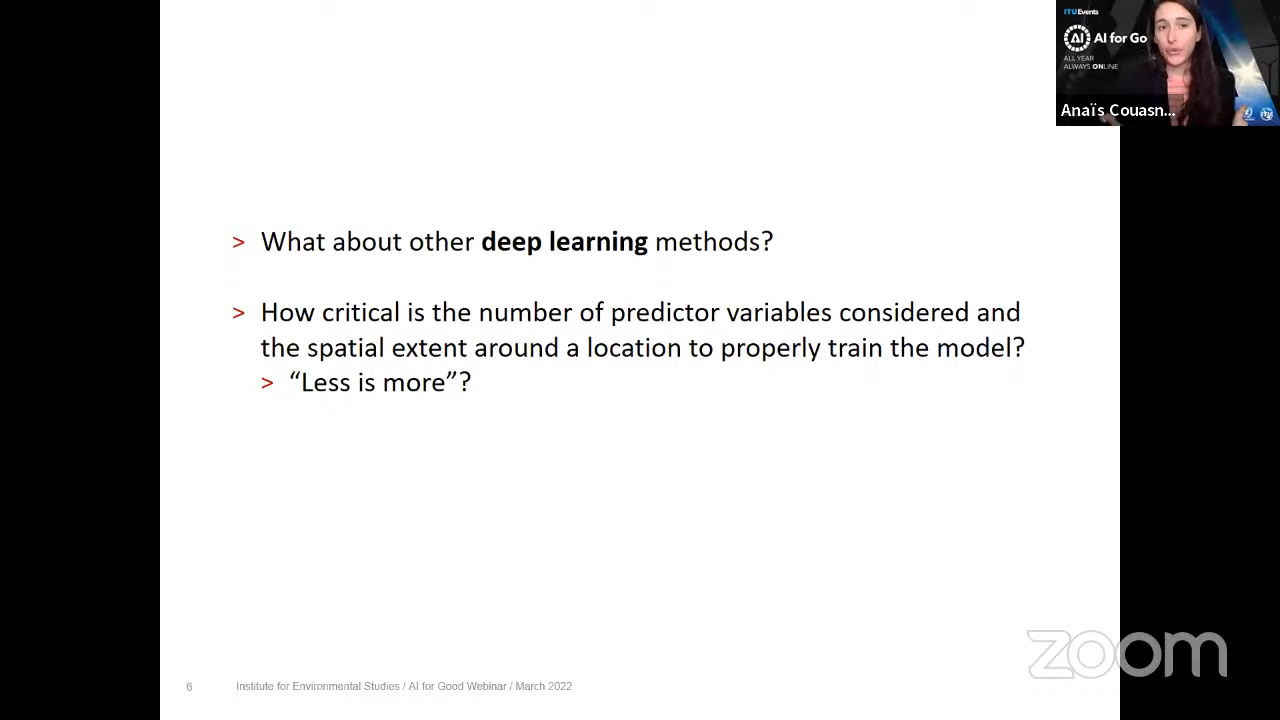 ITUEvents
AI
AI for Go
ALL YEAR
ALWAYS ONLINE
Anaïs Couasn...
> What about other deep learning methods?
> How critical is the number of predictor variables considered and
the spatial extent around a location to properly train the model?
> “Less is more”?
6 Institute for Environmental Studies / AI for Good Webinar / March 2022
zoom